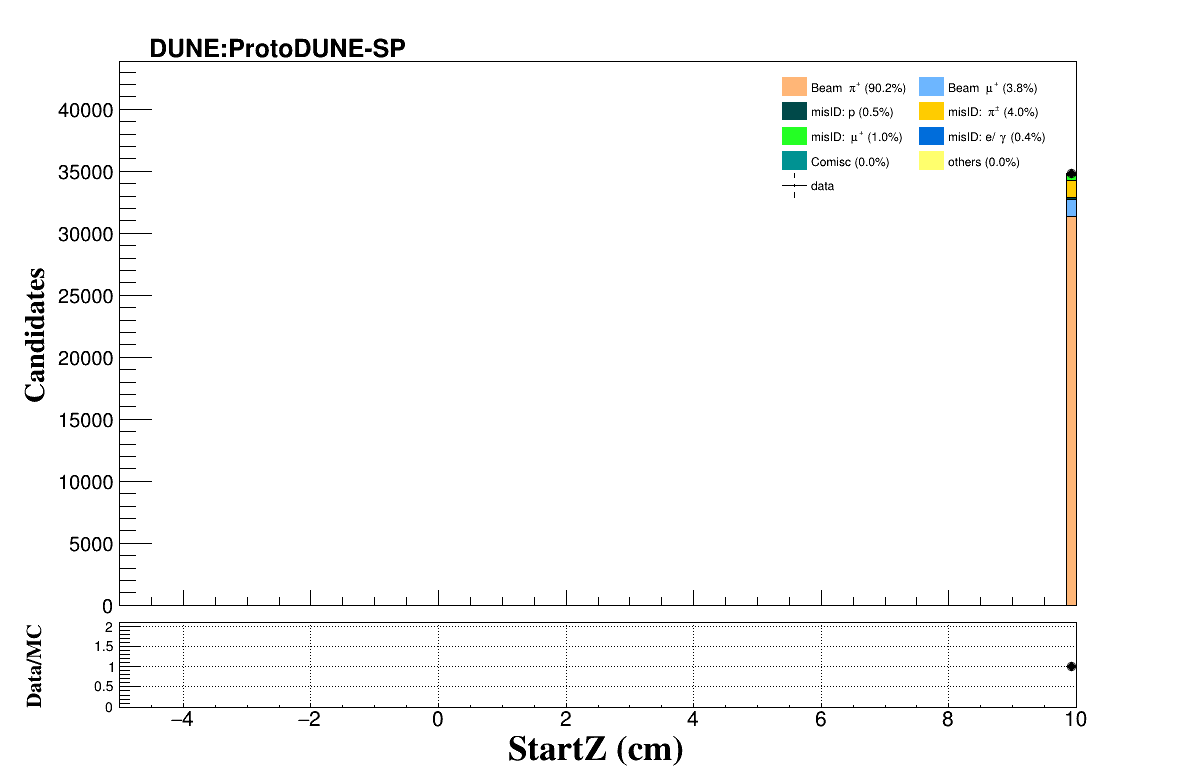 DUNE:ProtoDUNE-SP
Beam π⁺ (90.2%)
Beam μ⁺ (3.8%)
misID: p (0.5%)
misID: π± (4.0%)
misID: μ⁺ (1.0%)
misID: e/ γ (0.4%)
Comisc (0.0%)
others (0.0%)
data
Candidates
40000
35000
30000
25000
20000
15000
10000
5000
0
Data/MC
2
1.5
1
0.5
0
−4 −2 0 2 4 6 8 10
StartZ (cm)